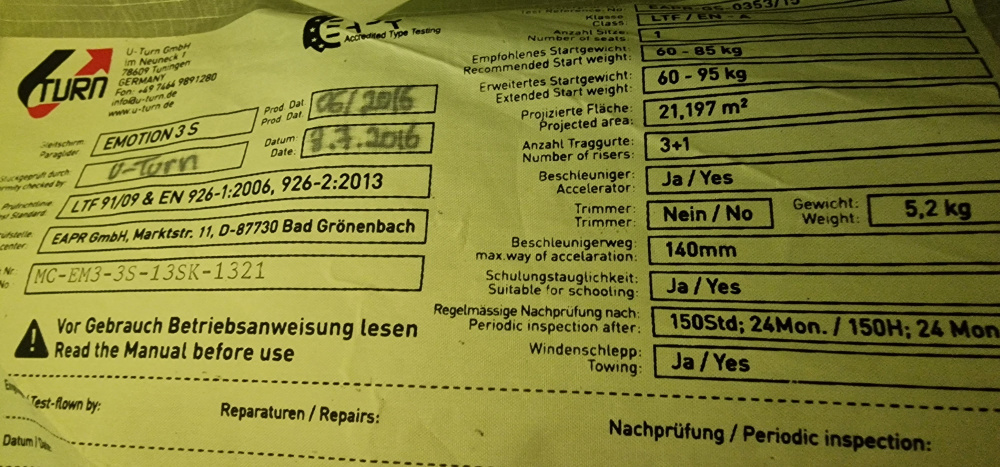 U-Turn GmbH
Im Neuneck 1
78609 Tuningen
GERMANY
Fon: +49 7464 9891280
info@u-turn.de
www.u-turn.de
TURN
Accredited Type Testing
Paraglider:
EMOTION 3 S
Prod. Dat.
Prod. Dat.
06/2016
U-Turn
Datum:
Date:
8.7.2016
LTF 91/09 & EN 926-1:2006, 926-2:2013
EAPR GmbH, Marktstr. 11, D-87730 Bad Grönenbach
MC-EM3-3S-13SK-1321
Vor Gebrauch Betriebsanweisung lesen
Read the Manual before use
Test-flown by:
Datum /
Reparaturen / Repairs:
Nachprüfung / Periodic inspection:
Klasse
Class
LTF / EN - A
Anzahl Sitze:
Number of seats:
1
Empfohlenes Startgewicht:
Recommended Start weight:
60 - 85 kg
Erweitertes Startgewicht:
Extended Start weight:
60 - 95 kg
Projizierte Fläche:
Projected area:
21,197 m²
Anzahl Traggurte:
Number of risers:
3+1
Beschleuniger:
Accelerator:
Ja / Yes
Trimmer:
Trimmer:
Nein / No
Gewicht:
Weight:
5,2 kg
Beschleunigerweg:
max.way of accelaration:
140mm
Schulungstauglichkeit:
Suitable for schooling:
Ja / Yes
Regelmässige Nachprüfung nach:
Periodic inspection after:
150Std; 24Mon. / 150H; 24 Mon
Windenschlepp:
Towing:
Ja / Yes